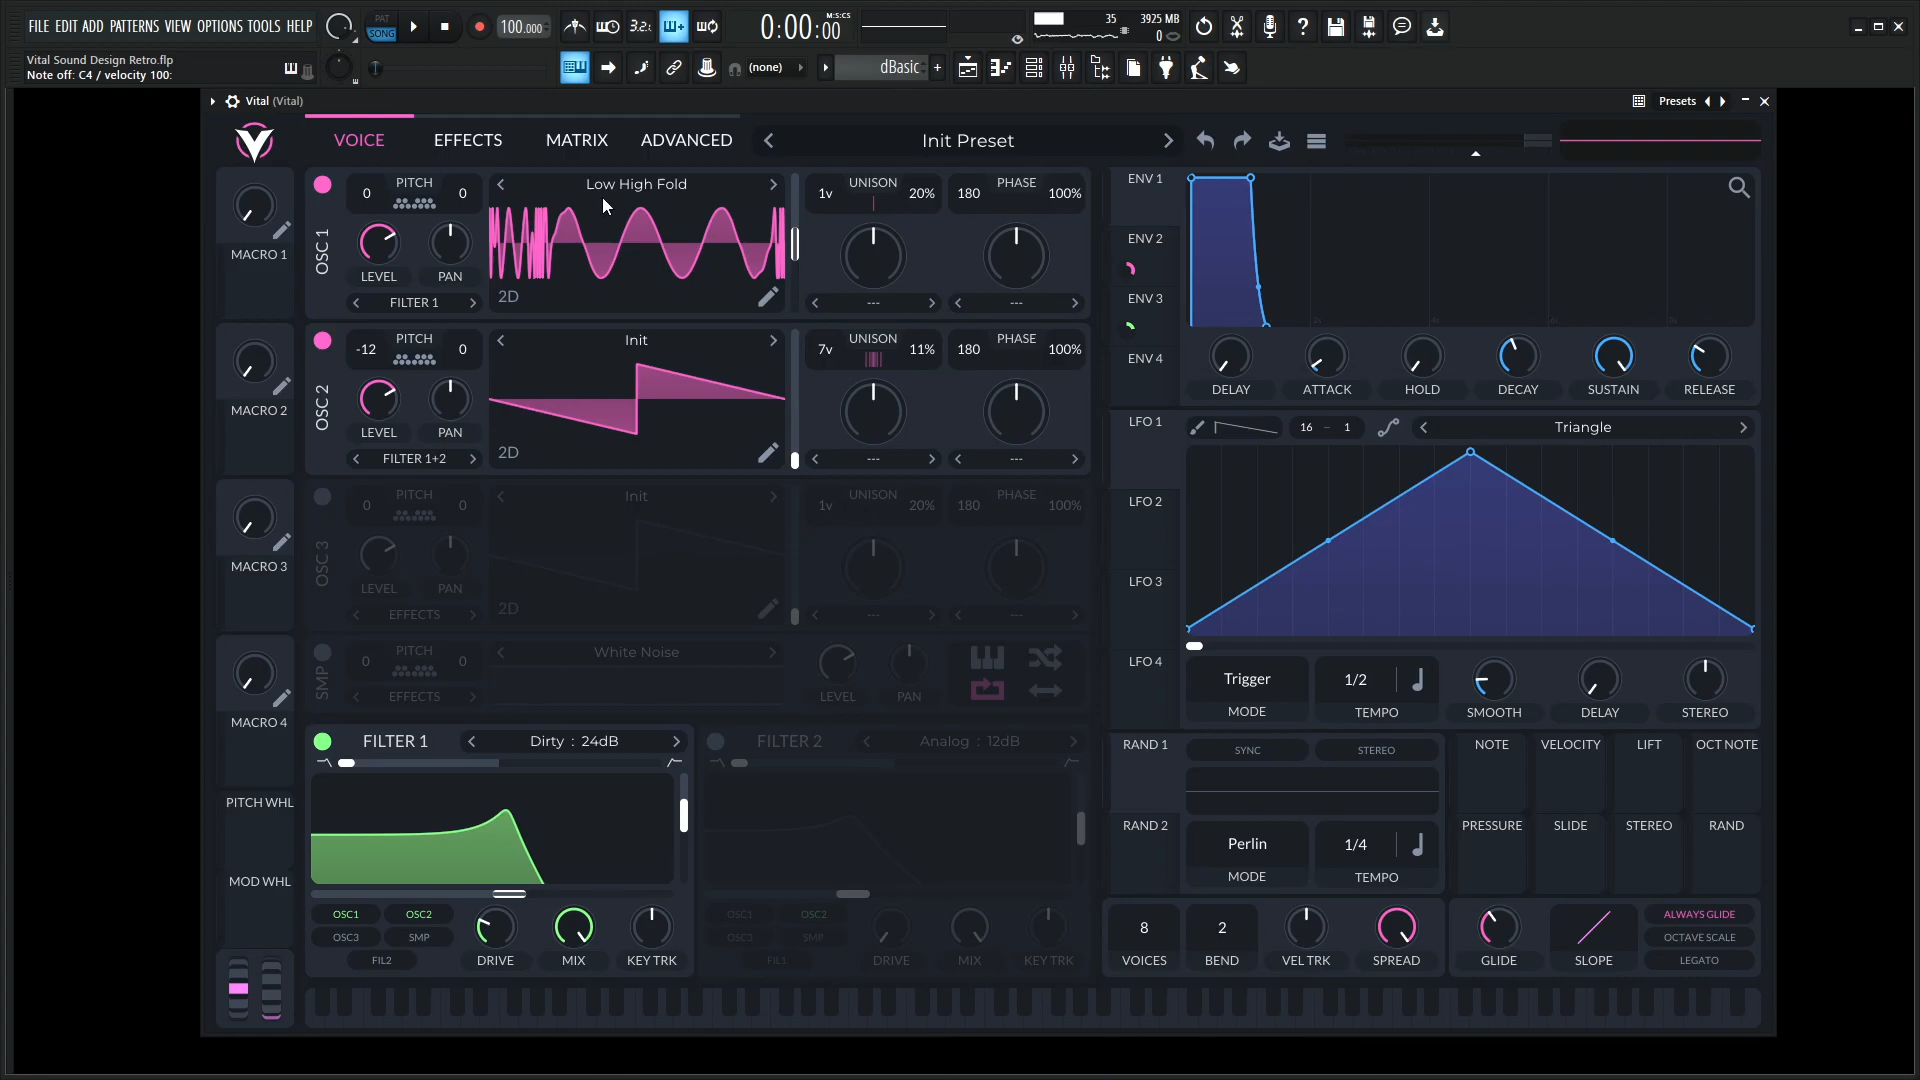 FILE EDIT ADD PATTERNS VIEW OPTIONS TOOLS HELP
PAT
SONG
100.000
3.2.:
0:00:00
M:S:CS
35
3925 MB
0
Vital Sound Design Retro.flp
Note off: C4 / velocity 100:
(none)
dBasic
Vital (Vital)
Presets
VOICE
EFFECTS
MATRIX
ADVANCED
Init Preset
MACRO 1
MACRO 2
MACRO 3
MACRO 4
PITCH WHL
MOD WHL
OSC 1
0
PITCH
0
LEVEL
PAN
FILTER 1
Low High Fold
2D
1v
UNISON
20%
180
PHASE
100%
---
---
OSC 2
-12
PITCH
0
LEVEL
PAN
FILTER 1+2
Init
2D
7v
UNISON
11%
180
PHASE
100%
---
---
OSC 3
0
PITCH
0
LEVEL
PAN
EFFECTS
Init
2D
1v
UNISON
20%
180
PHASE
100%
---
---
SMP
0
PITCH
0
EFFECTS
White Noise
LEVEL
PAN
FILTER 1
Dirty : 24dB
OSC1
OSC2
OSC3
SMP
FIL2
DRIVE
MIX
KEY TRK
FILTER 2
Analog : 12dB
OSC1
OSC2
OSC3
SMP
FIL1
DRIVE
MIX
KEY TRK
ENV 1
ENV 2
ENV 3
ENV 4
DELAY
ATTACK
HOLD
DECAY
SUSTAIN
RELEASE
LFO 1
LFO 2
LFO 3
LFO 4
16 - 1
Triangle
Trigger
MODE
1/2
TEMPO
SMOOTH
DELAY
STEREO
RAND 1
RAND 2
SYNC
STEREO
Perlin
MODE
1/4
TEMPO
NOTE
VELOCITY
LIFT
OCT NOTE
PRESSURE
SLIDE
STEREO
RAND
8
VOICES
2
BEND
VEL TRK
SPREAD
GLIDE
SLOPE
ALWAYS GLIDE
OCTAVE SCALE
LEGATO